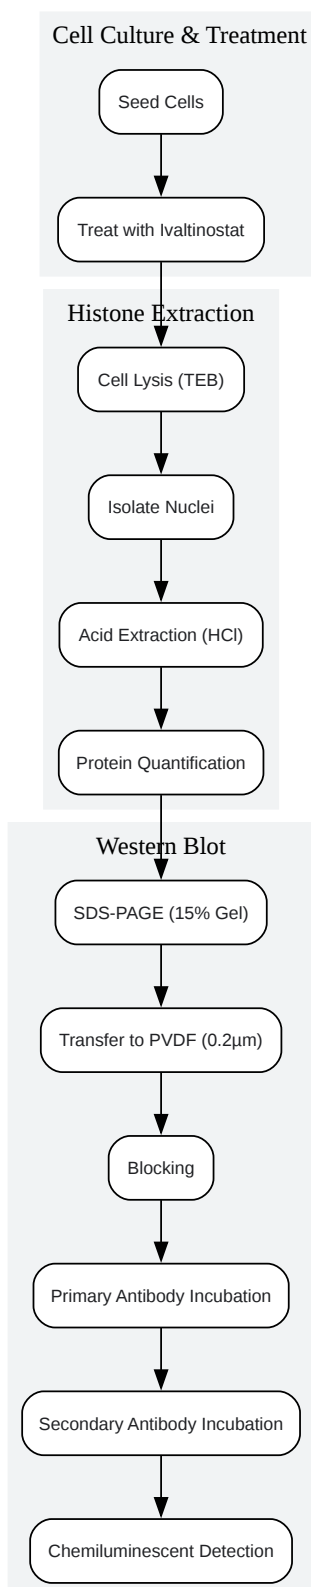 Cell Culture & Treatment
Seed Cells
Treat with Ivaltinostat
Histone Extraction
Cell Lysis (TEB)
Isolate Nuclei
Acid Extraction (HCl)
Protein Quantification
Western Blot
SDS-PAGE (15% Gel)
Transfer to PVDF (0.2µm)
Blocking
Primary Antibody Incubation
Secondary Antibody Incubation
Chemiluminescent Detection